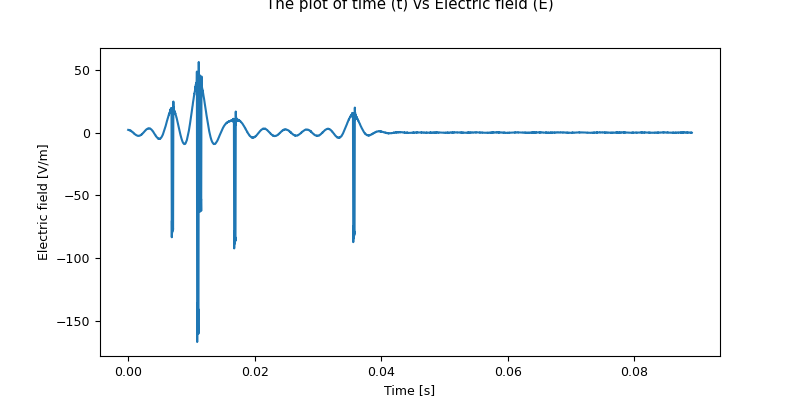 The plot of time (t) vs Electric field (E)
50
0
−50
−100
−150
Electric field [V/m]
0.00 0.02 0.04 0.06 0.08
Time [s]